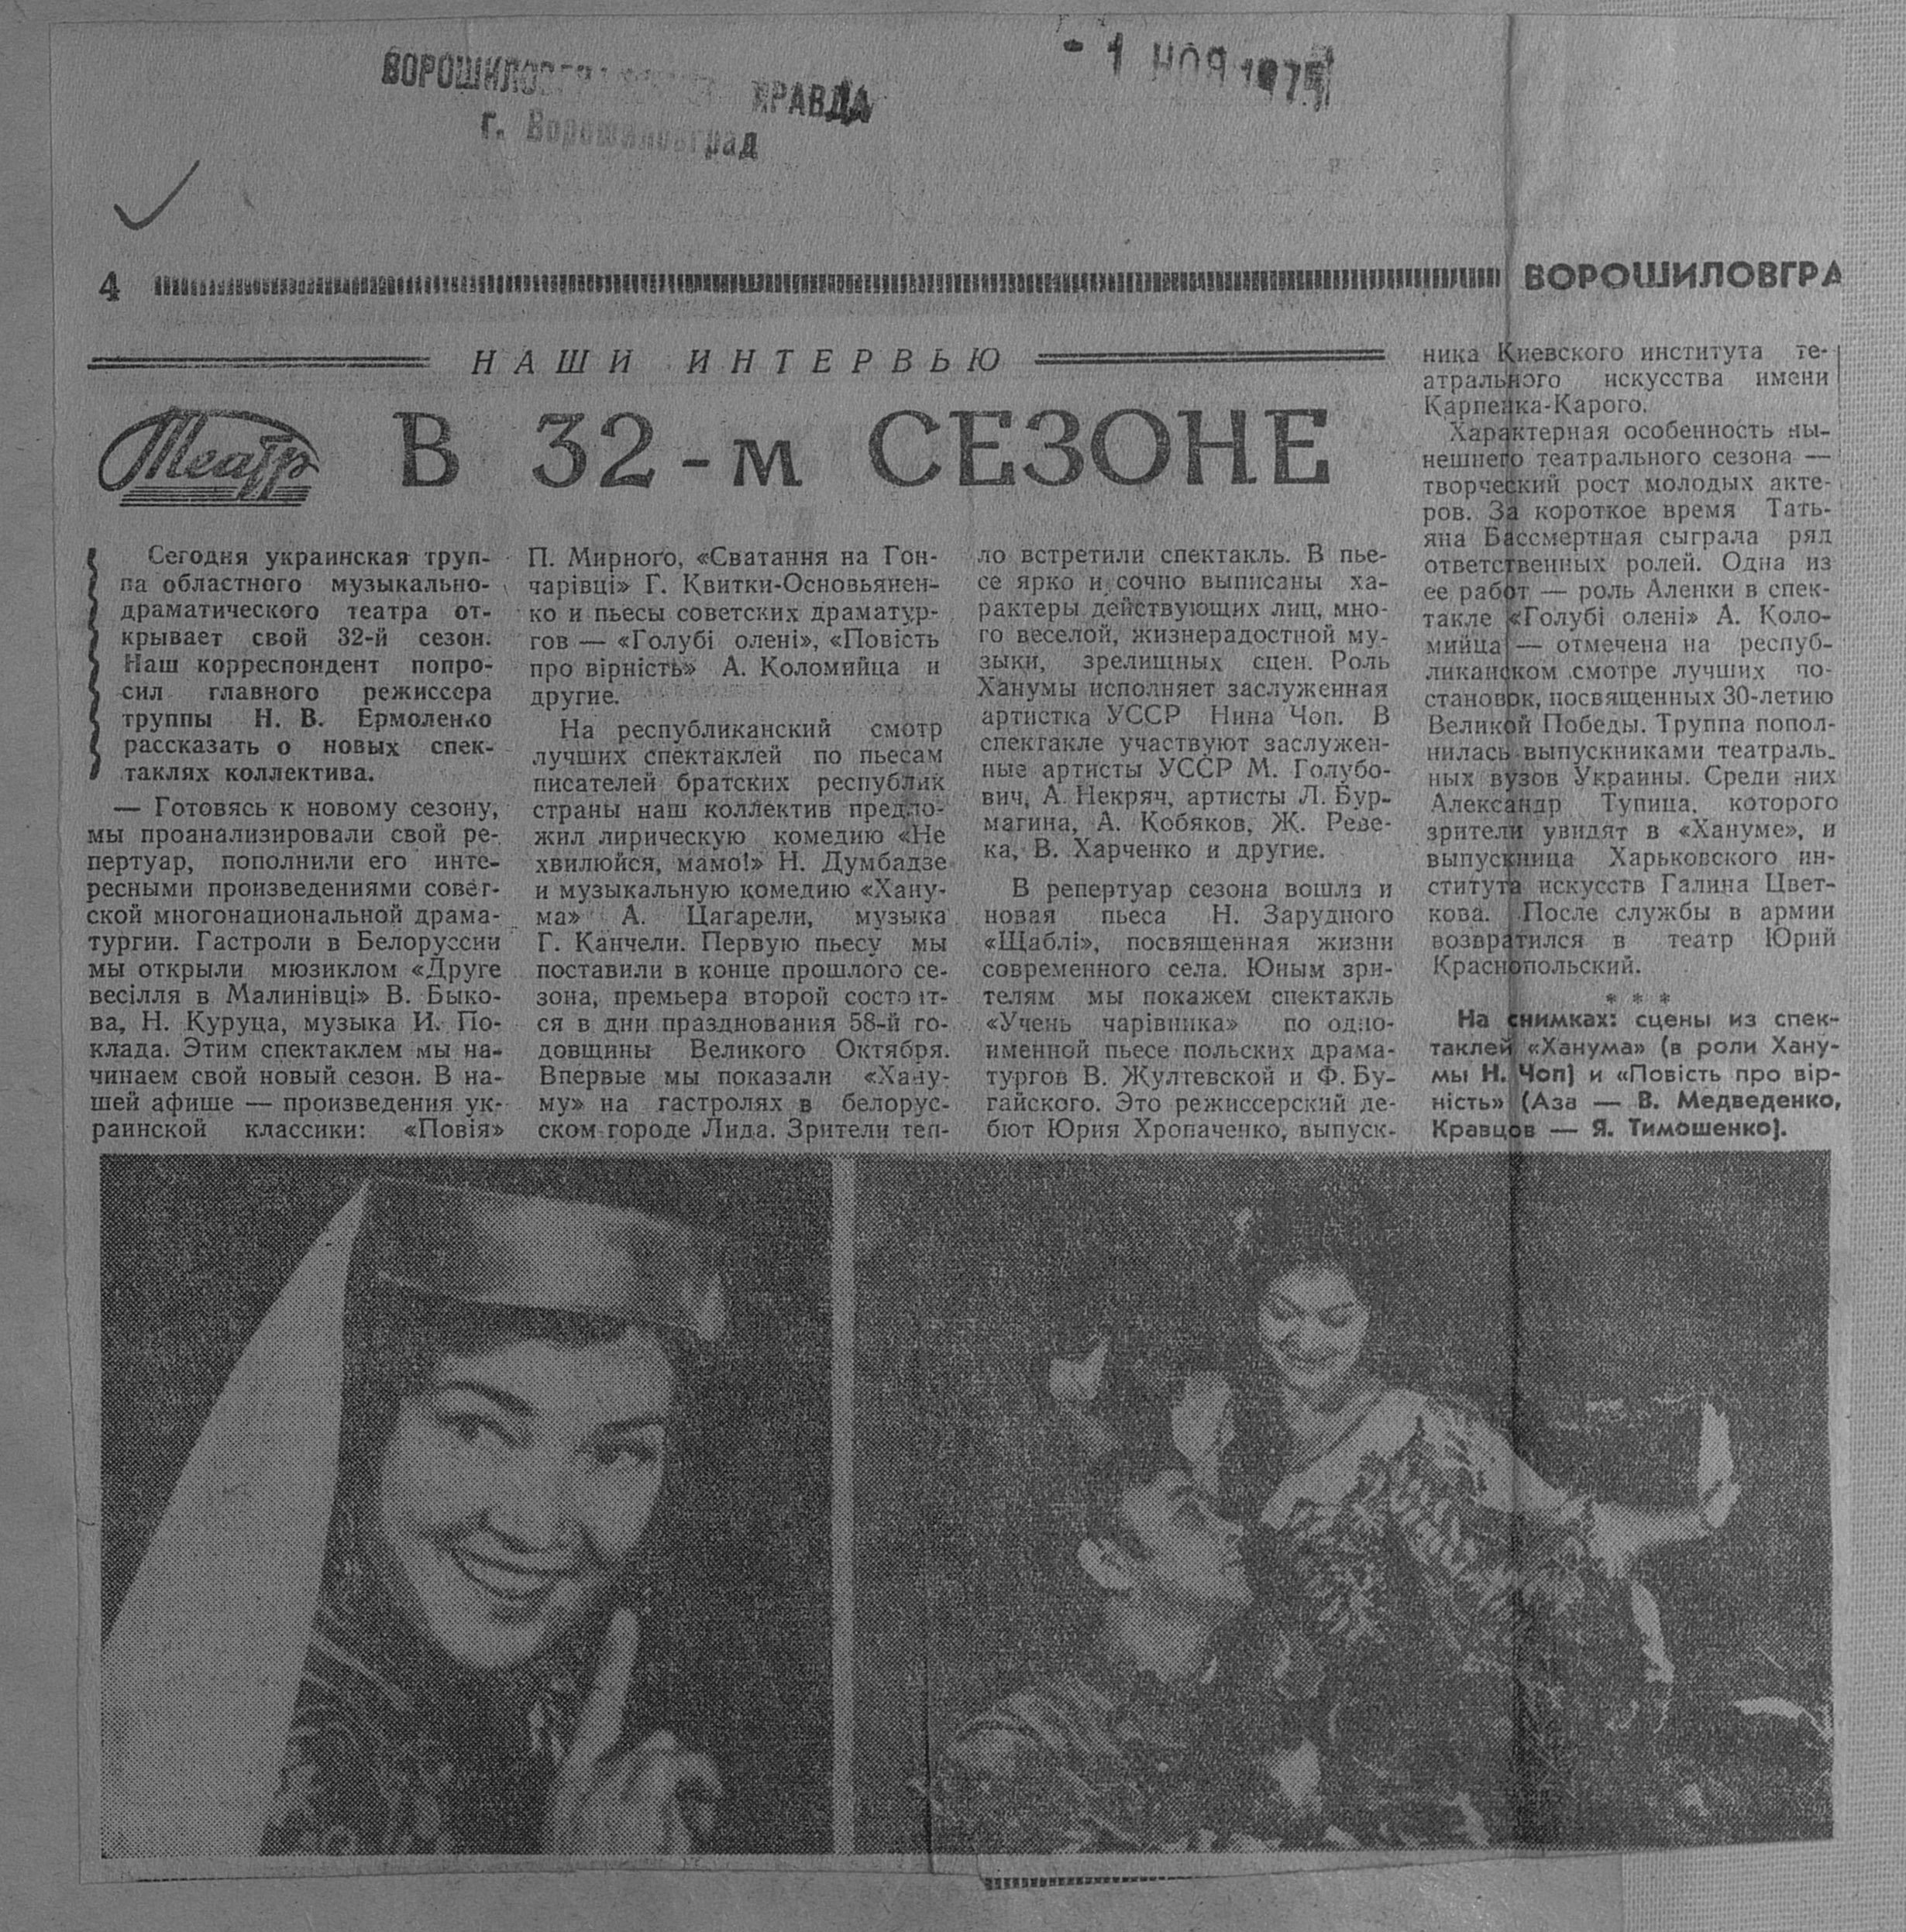 ВОРОШИЛОВГРАДСКАЯ ПРАВДА
г. Ворошиловград
- 1 НОЯ 1975
4
ВОРОШИЛОВГРА
НАШИ ИНТЕРВЬЮ
Театр
В 32-м СЕЗОНЕ
Сегодня украинская труп-
па областного музыкально-
драматического театра от-
крывает свой 32-й сезон.
Наш корреспондент попро-
сил главного режиссера
труппы Н. В. Ермоленко
рассказать о новых спек-
таклях коллектива.
— Готовясь к новому сезону,
мы проанализировали свой ре-
пертуар, пополнили его инте-
ресными произведениями совет-
ской многонациональной драма-
тургии. Гастроли в Белоруссии
мы открыли мюзиклом «Друге
весілля в Малинівці» В. Быко-
ва, Н. Куруца, музыка И. По-
клада. Этим спектаклем мы на-
чинаем свой новый сезон. В на-
шей афише — произведения ук-
раинской классики: «Повія»
П. Мирного, «Сватання на Гон-
чарівці» Г. Квитки-Основьянен-
ко и пьесы советских драматур-
гов — «Голубі олені», «Повість
про вірність» А. Коломийца и
другие.
На республиканский смотр
лучших спектаклей по пьесам
писателей братских республик
страны наш коллектив предло-
жил лирическую комедию «Не
хвилюйся, мамо!» Н. Думбадзе
и музыкальную комедию «Хану-
ма» А. Цагарели, музыка
Г. Канчели. Первую пьесу мы
поставили в конце прошлого се-
зона, премьера второй состоит-
ся в дни празднования 58-й го-
довщины Великого Октября.
Впервые мы показали «Хану-
му» на гастролях в белорус-
ском городе Лида. Зрители теп-
ло встретили спектакль. В пье-
се ярко и сочно выписаны ха-
рактеры действующих лиц, мно-
го веселой, жизнерадостной му-
зыки, зрелищных сцен. Роль
Ханумы исполняет заслуженная
артистка УССР Нина Чоп. В
спектакле участвуют заслужен-
ные артисты УССР М. Голубо-
вич, А. Некряч, артисты Л. Бур-
магина, А. Кобяков, Ж. Реве-
ка, В. Харченко и другие.
В репертуар сезона вошла и
новая пьеса Н. Зарудного
«Щаблі», посвященная жизни
современного села. Юным зри-
телям мы покажем спектакль
«Учень чарівника» по одно-
именной пьесе польских драма-
тургов В. Жултевской и Ф. Бу-
гайского. Это режиссерский де-
бют Юрия Хропаченко, выпуск-
ника Киевского института те-
атрального искусства имени
Карпенка-Карого.
Характерная особенность ны-
нешнего театрального сезона —
творческий рост молодых акте-
ров. За короткое время Тать-
яна Бессмертная сыграла ряд
ответственных ролей. Одна из
ее работ — роль Аленки в спек-
такле «Голубі олені» А. Коло-
мийца — отмечена на респуб-
ликанском смотре лучших по-
становок, посвященных 30-летию
Великой Победы. Труппа попол-
нилась выпускниками театраль-
ных вузов Украины. Среди них
Александр Тупица, которого
зрители увидят в «Хануме», и
выпускница Харьковского ин-
ститута искусств Галина Цвет-
кова. После службы в армии
возвратился в театр Юрий
Краснопольский.
* * *
На снимках: сцены из спек-
таклей «Ханума» (в роли Хану-
мы Н. Чоп) и «Повість про вір-
ність» (Аза — В. Медведенко,
Кравцов — Я. Тимошенко).